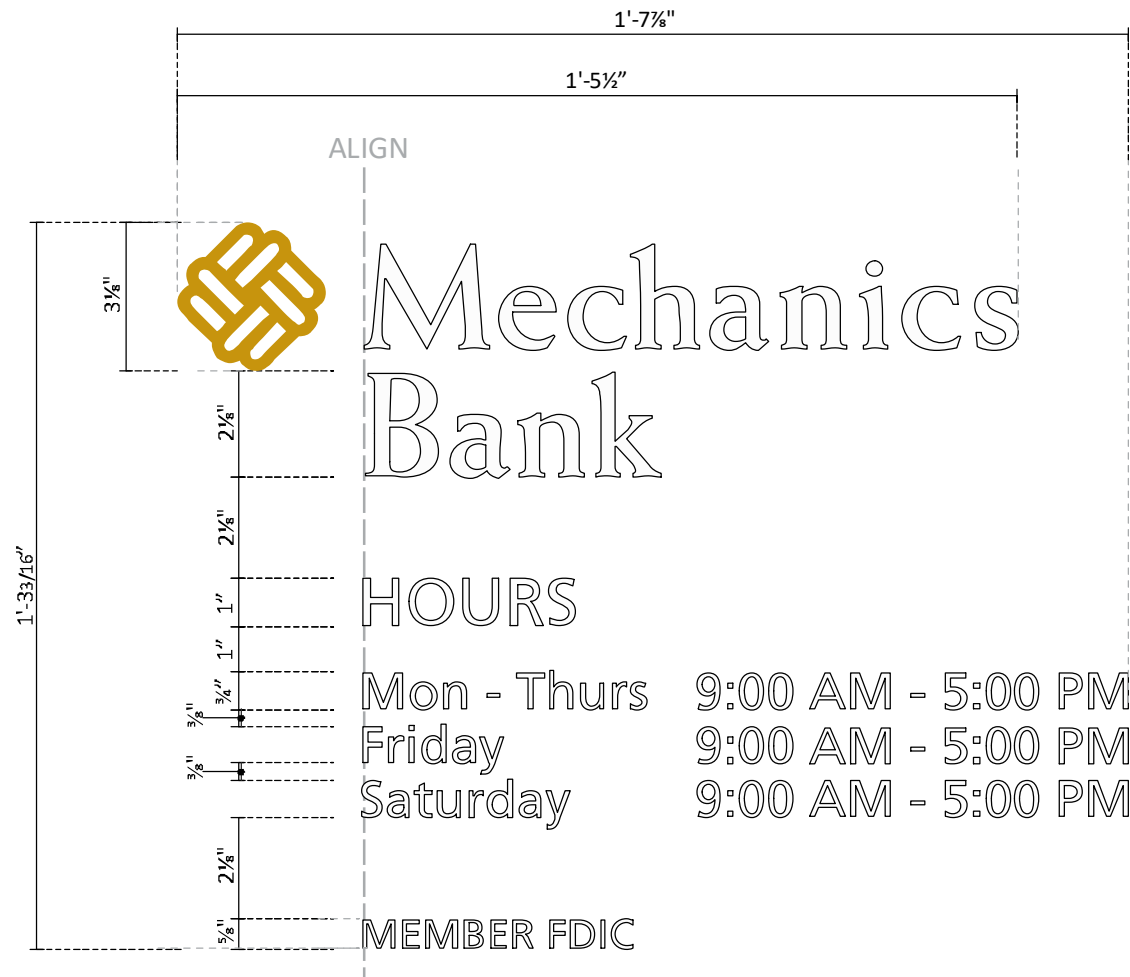 1'-7⅞"
1'-5½”
ALIGN
3⅛"
Mechanics
Bank
2⅛"
2⅛"
1'-33/16”
HOURS
1”
1”
Mon - Thurs 9:00 AM - 5:00 PM
¾”
⅜"
Friday 9:00 AM - 5:00 PM
⅜"
Saturday 9:00 AM - 5:00 PM
2⅛"
MEMBER FDIC
⅝"